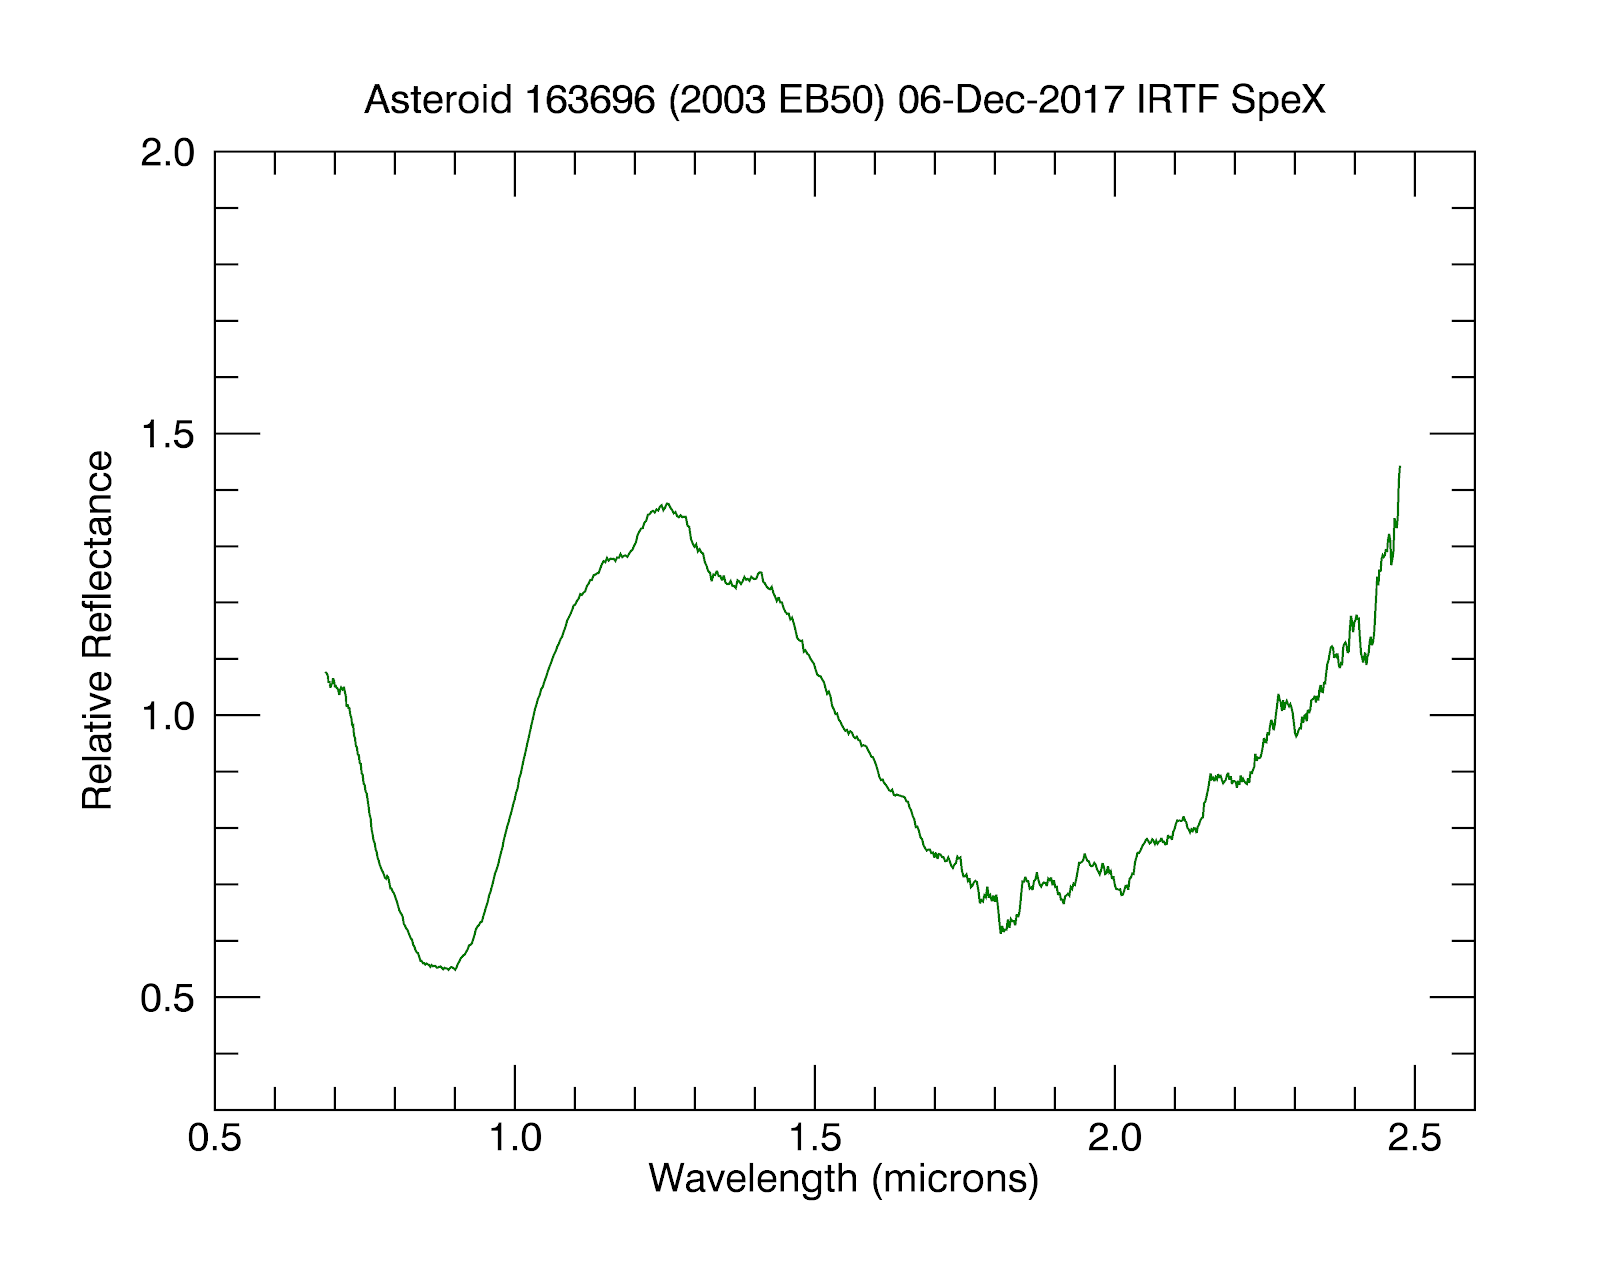 Asteroid 163696 (2003 EB50) 06-Dec-2017 IRTF SpeX
2.0
1.5
1.0
0.5
Relative Reflectance
0.5 1.0 1.5 2.0 2.5
Wavelength (microns)